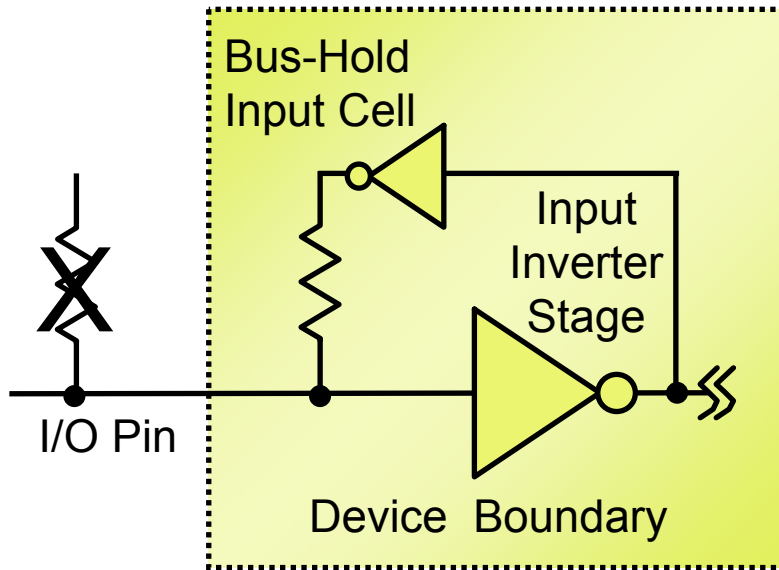 Bus-Hold
Input Cell
Input
Inverter
Stage
I/O Pin
Device Boundary